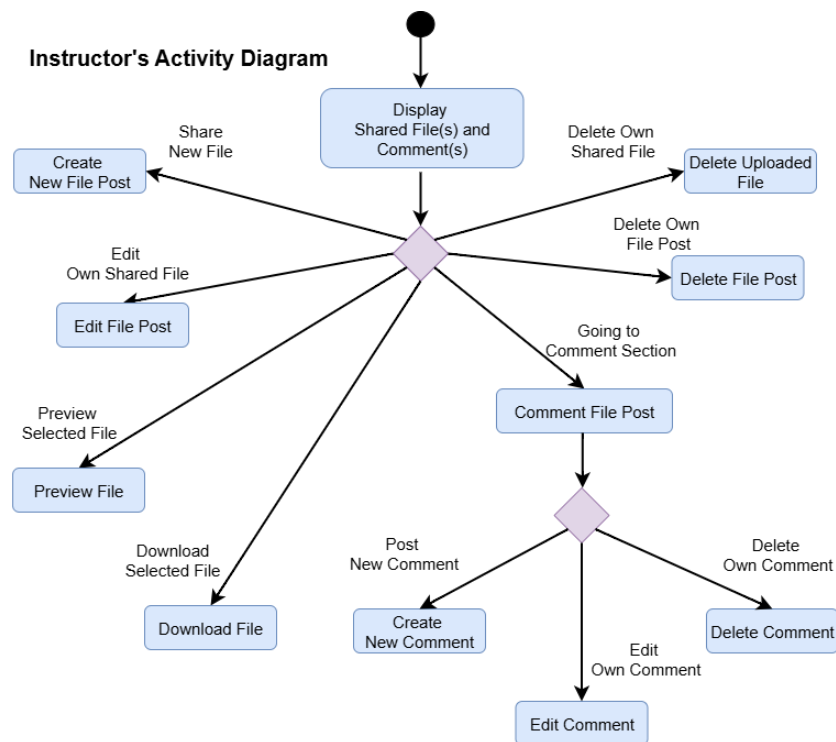 Instructor's Activity Diagram
Display
Shared File(s) and
Comment(s)
Share
New File
Create
New File Post
Delete Own
Shared File
Delete Uploaded
File
Edit
Own Shared File
Edit File Post
Delete Own
File Post
Delete File Post
Going to
Comment Section
Comment File Post
Preview
Selected File
Preview File
Download
Selected File
Download File
Post
New Comment
Create
New Comment
Edit
Own Comment
Edit Comment
Delete
Own Comment
Delete Comment